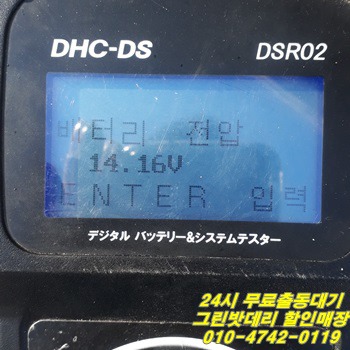 DHC-DS DSR02
배터리 전압
14.16V
ENTER 입력
デジタル バッテリー&システムテスター
24시 무료출동대기
그린밧데리 할인매장
010-4742-0119